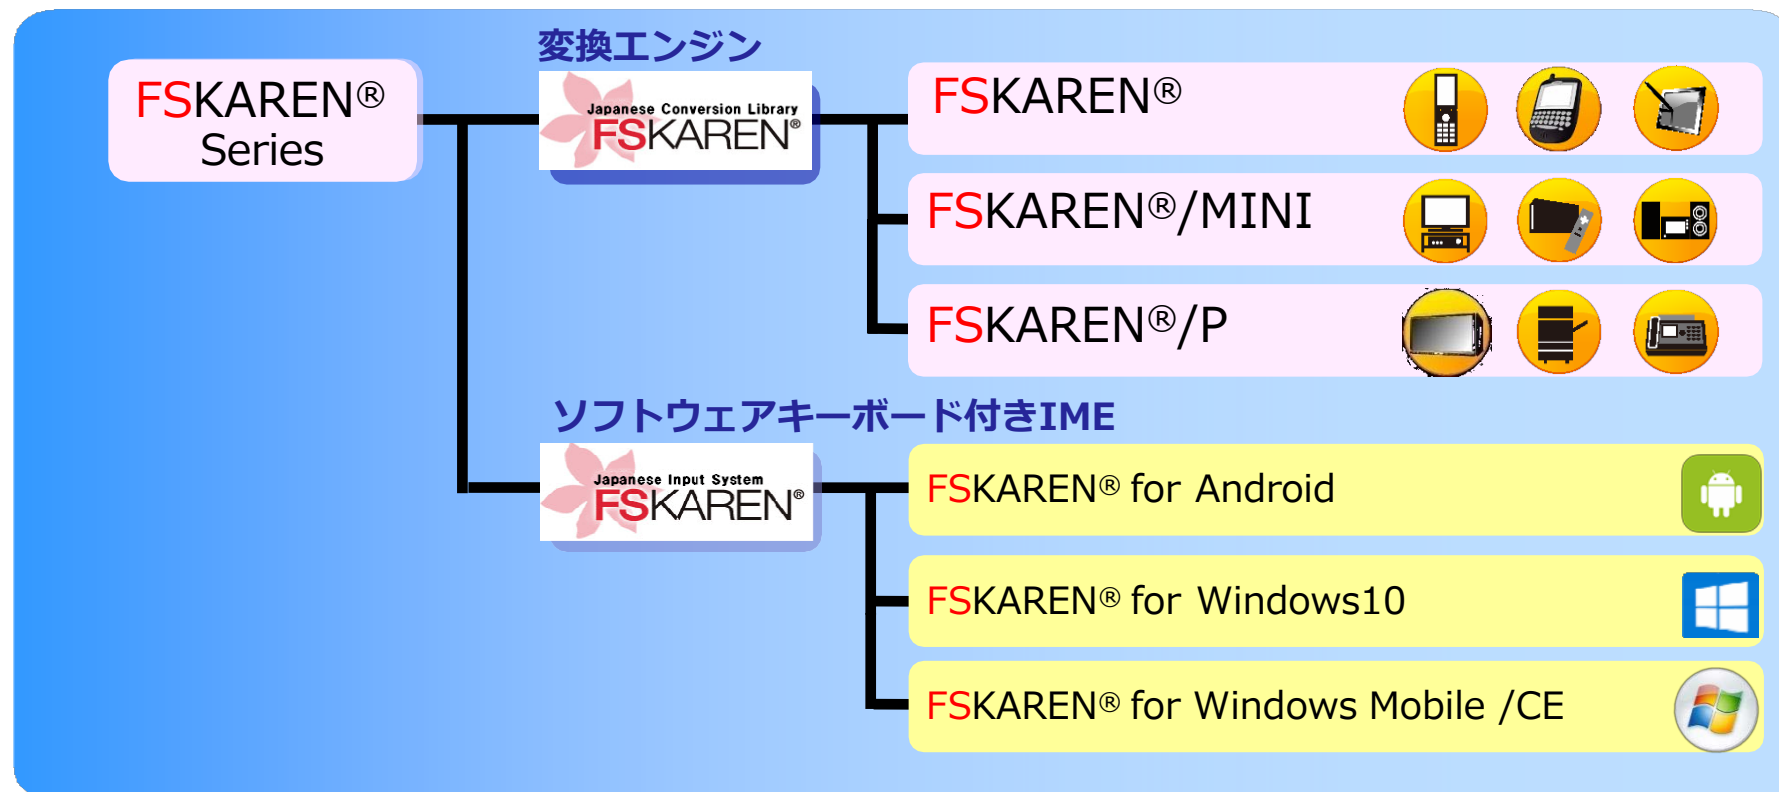 FSKAREN®
Series
変換エンジン
Japanese Conversion Library
FSKAREN®
FSKAREN®
FSKAREN®/MINI
FSKAREN®/P
ソフトウェアキーボード付きIME
Japanese Input System
FSKAREN®
FSKAREN® for Android
FSKAREN® for Windows10
FSKAREN® for Windows Mobile /CE